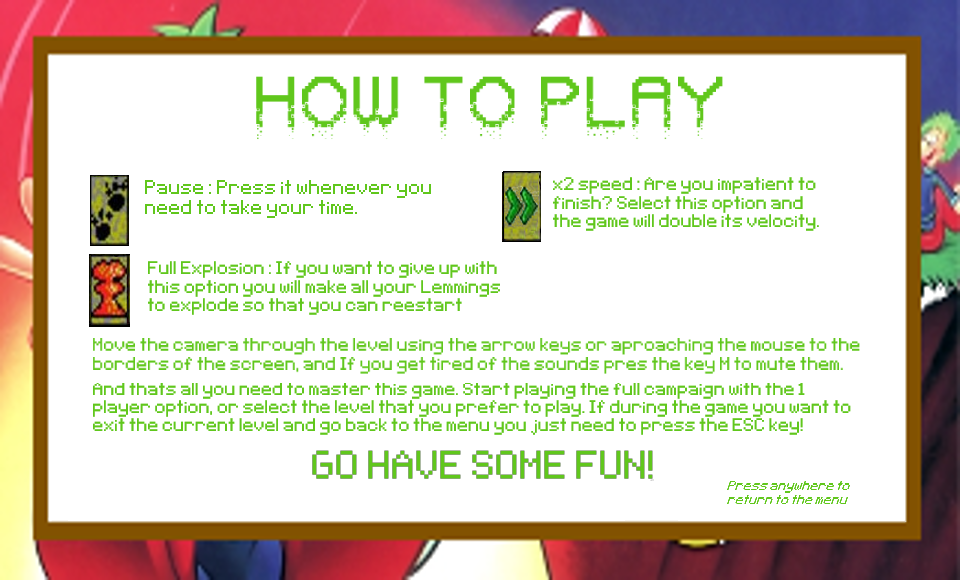 HOW TO PLAY
Pause : Press it whenever you
need to take your time.
x2 speed : Are you impatient to
finish? Select this option and
the game will double its velocity.
Full Explosion : If you want to give up with
this option you will make all your Lemmings
to explode so that you can reestart
Move the camera through the level using the arrow keys or aproaching the mouse to the
borders of the screen, and If you get tired of the sounds pres the key M to mute them.
And thats all you need to master this game. Start playing the full campaign with the 1
player option, or select the level that you prefer to play. If during the game you want to
exit the current level and go back to the menu you just need to press the ESC key!
GO HAVE SOME FUN!
Press anywhere to
return to the menu